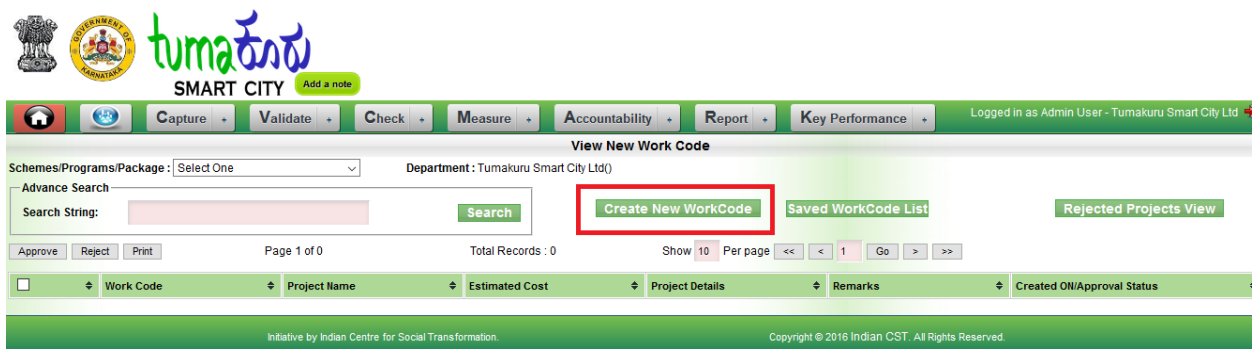 GOVERNMENT OF
KARNATAKA
tumaಕೂರು
SMART CITY
Add a note
Capture + Validate + Check + Measure + Accountability + Report + Key Performance +
Logged in as Admin User - Tumakuru Smart City Ltd
View New Work Code
Schemes/Programs/Package : Select One Department : Tumakuru Smart City Ltd()
Advance Search
Search String: Search Create New WorkCode Saved WorkCode List Rejected Projects View
Approve Reject Print Page 1 of 0 Total Records : 0 Show 10 Per page << < 1 Go > >>
Work Code Project Name Estimated Cost Project Details Remarks Created ON/Approval Status
Initiative by Indian Centre for Social Transformation. Copyright © 2016 Indian CST. All Rights Reserved.